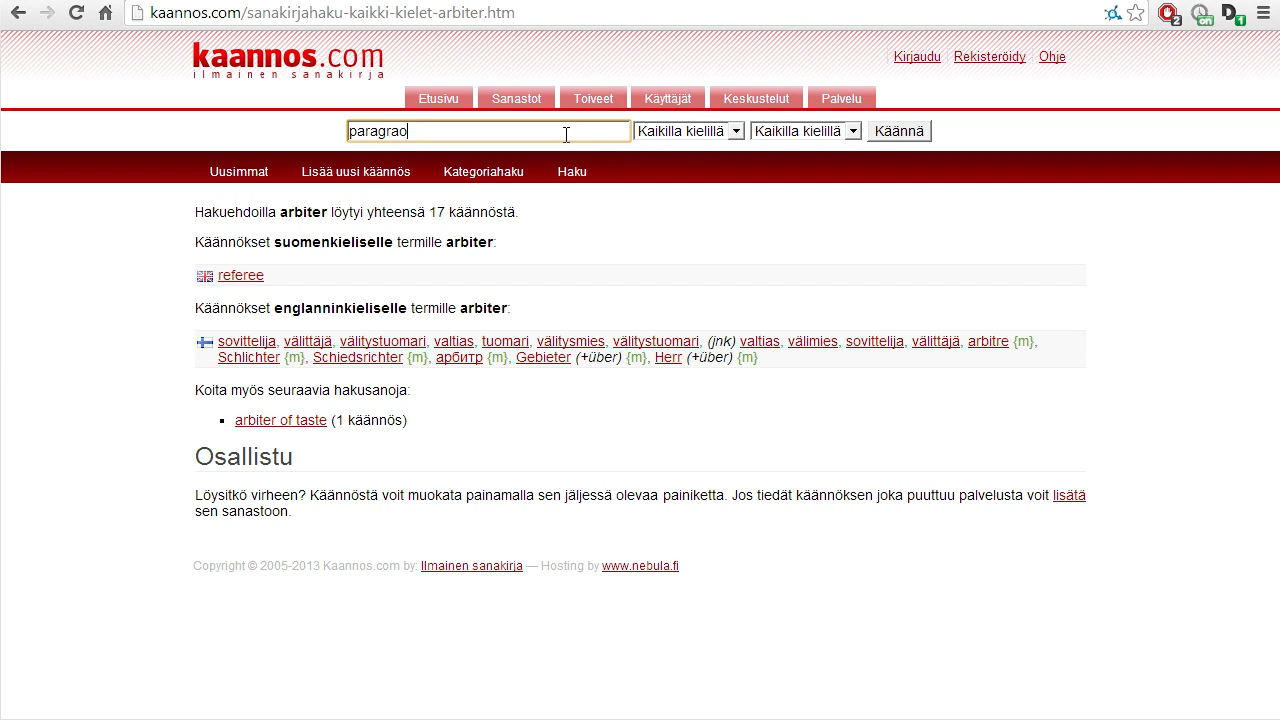 kaannos.com/sanakirjahaku-kaikki-kielet-arbiter.htm
2 on D 1
kaannos.com
ilmainen sanakirja
Kirjaudu Rekisteröidy Ohje
Etusivu Sanastot Toiveet Käyttäjät Keskustelut Palvelu
paragrao Kaikilla kielillä Kaikilla kielillä Käännä
Uusimmat Lisää uusi käännös Kategoriahaku Haku
Hakuehdoilla arbiter löytyi yhteensä 17 käännöstä.
Käännökset suomenkieliselle termille arbiter:
referee
Käännökset englanninkieliselle termille arbiter:
sovittelija, välittäjä, välitystuomari, valtias, tuomari, välitysmies, välitystuomari, (jnk) valtias, välimies, sovittelija, välittäjä, arbitre {m},
Schlichter {m}, Schiedsrichter {m}, арбитр {m}, Gebieter (+über) {m}, Herr (+über) {m}
Koita myös seuraavia hakusanoja:
arbiter of taste (1 käännös)
Osallistu
Löysitkö virheen? Käännöstä voit muokata painamalla sen jäljessä olevaa painiketta. Jos tiedät käännöksen joka puuttuu palvelusta voit lisätä
sen sanastoon.
Copyright © 2005-2013 Kaannos.com by: Ilmainen sanakirja — Hosting by www.nebula.fi